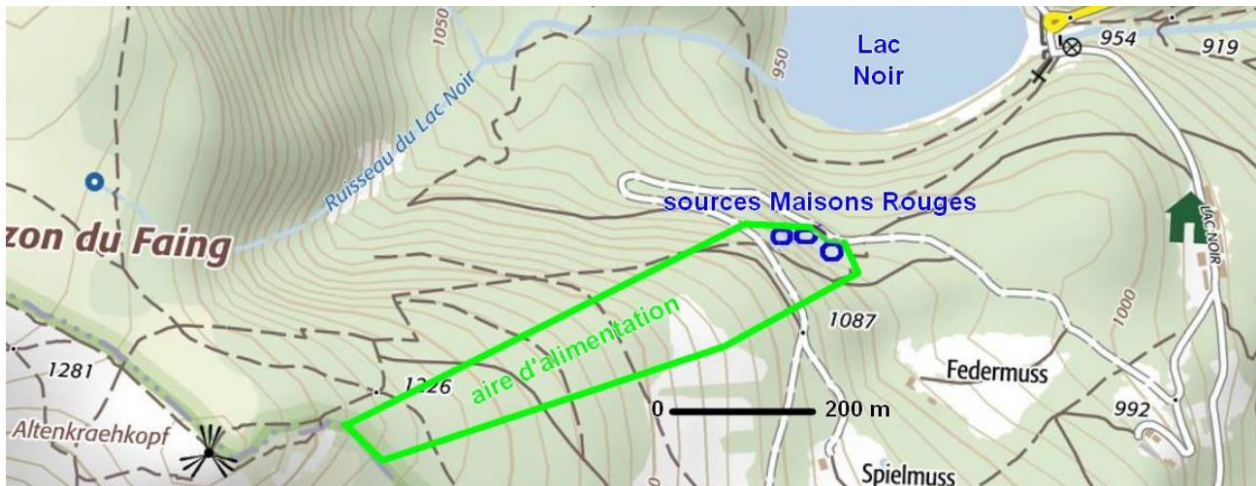 1050
950
Lac
Noir
954
919
Ruisseau du Lac Noir
sources Maisons Rouges
LAC NOIR
zon du Faing
aire d'alimentation
1087
1000
1281
1226
Federmuss
0
200 m
992
Altenkraehkopf
Spielmuss